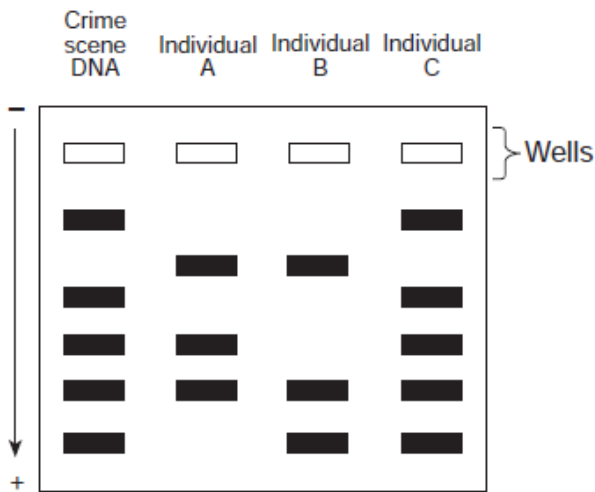 Crime
scene
DNA
Individual
A
Individual
B
Individual
C
–
Wells
+